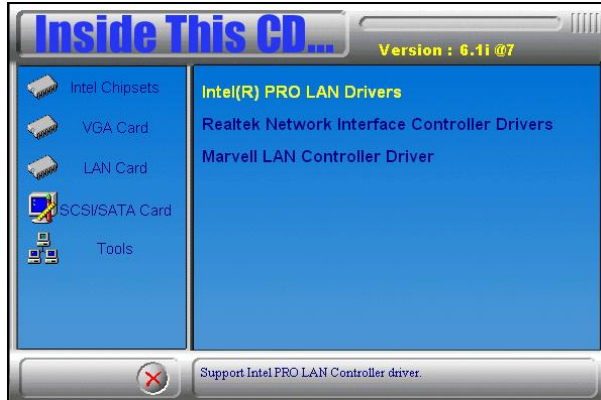 Inside This CD...
Version : 6.1i @7
Intel Chipsets
VGA Card
LAN Card
SCSI/SATA Card
Tools
Intel(R) PRO LAN Drivers
Realtek Network Interface Controller Drivers
Marvell LAN Controller Driver
Support Intel PRO LAN Controller driver.